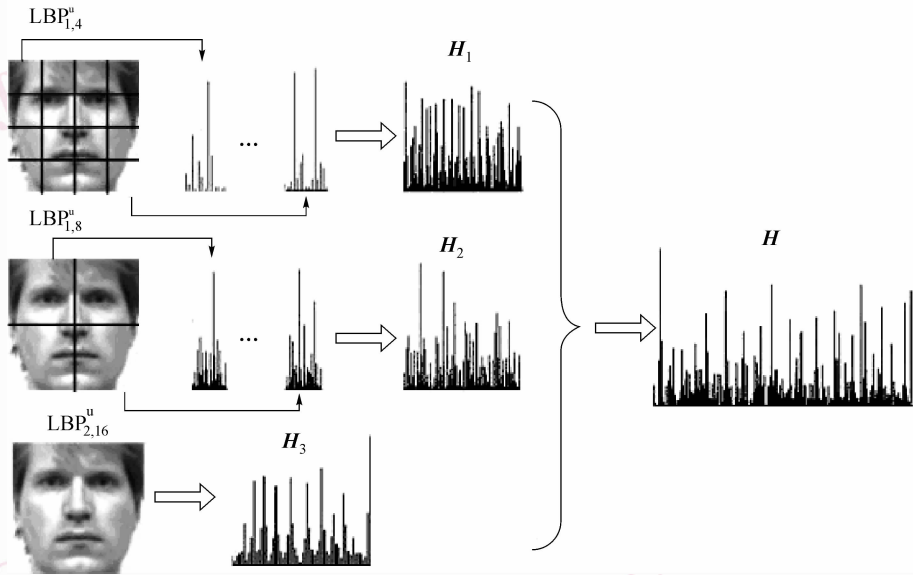 LBP^u_{1,4}
H_1
...
LBP^u_{1,8}
H_2
H
...
LBP^u_{2,16}
H_3